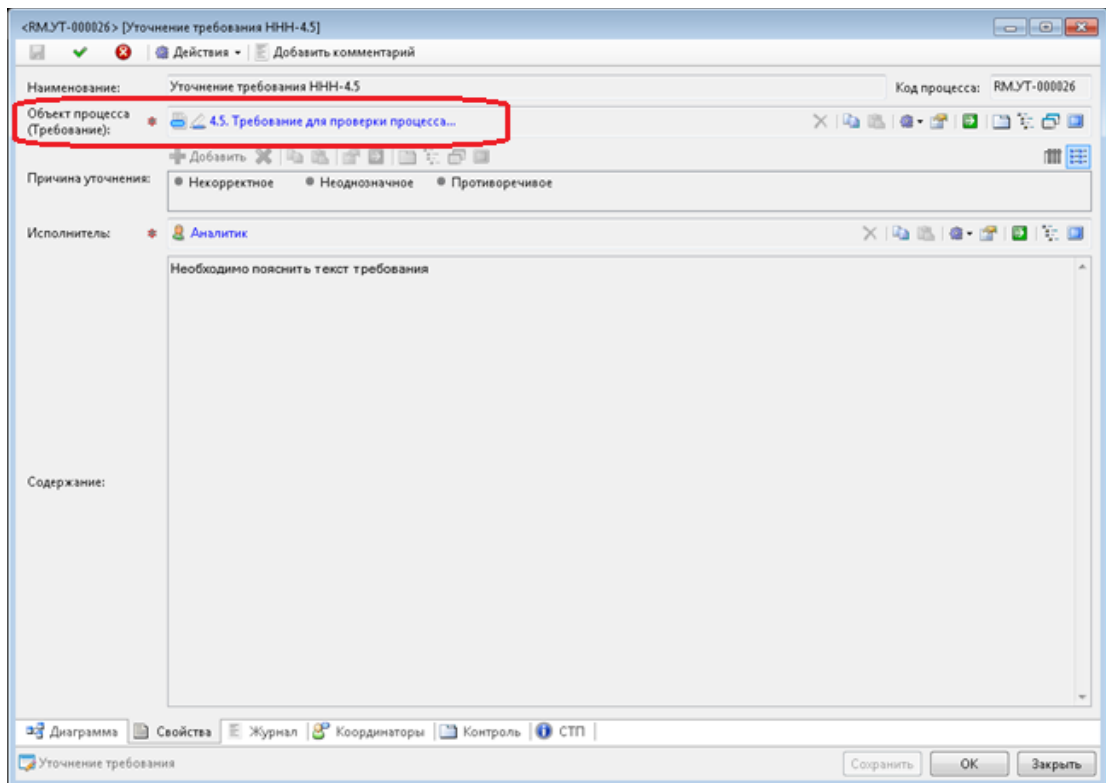 <RM.УТ-000026> [Уточнение требования ННН-4.5]
Действия Добавить комментарий
Наименование: Уточнение требования ННН-4.5 Код процесса: RM.УТ-000026
Объект процесса
(Требование): * 4.5. Требование для проверки процесса...
Добавить
Причина уточнения: Некорректное Неоднозначное Противоречивое
Исполнитель: * Аналитик
Необходимо пояснить текст требования
Содержание:
Диаграмма Свойства Журнал Координаторы Контроль СТП
Уточнение требования Сохранить ОК Закрыть